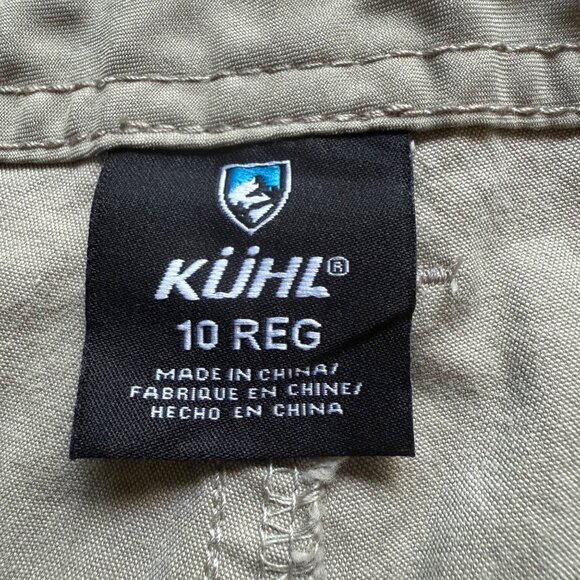 KÜHL®
10 REG
MADE IN CHINA/
FABRIQUE EN CHINE/
HECHO EN CHINA